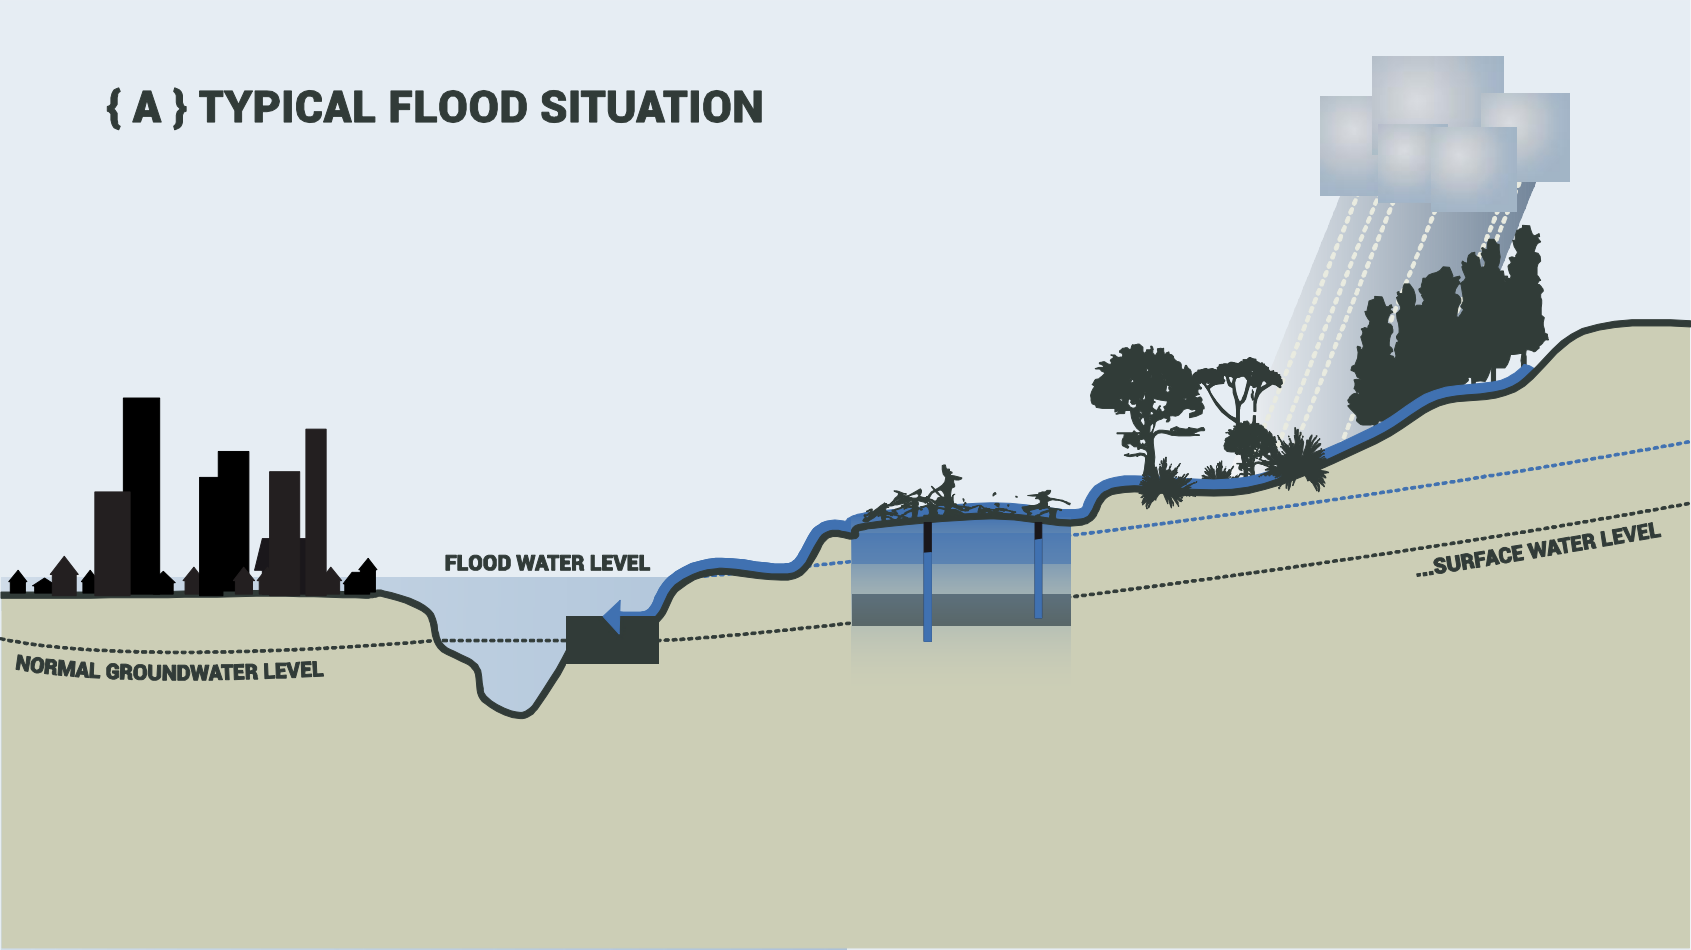 { A } TYPICAL FLOOD SITUATION
FLOOD WATER LEVEL
...SURFACE WATER LEVEL
NORMAL GROUNDWATER LEVEL